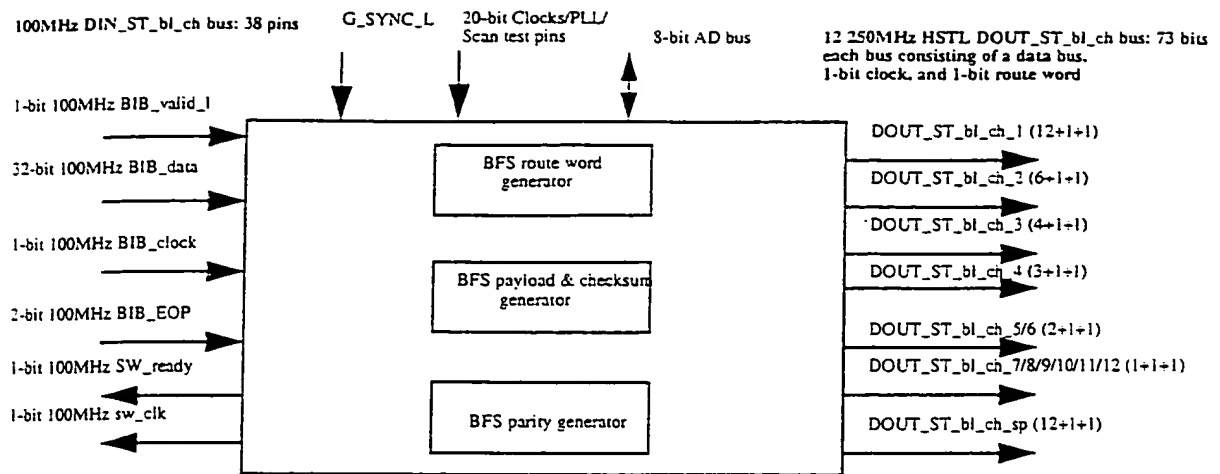 100MHz DIN_ST_bl_ch bus: 38 pins
G_SYNC_L
20-bit Clocks/PLL/
Scan test pins
8-bit AD bus
12 250MHz HSTL DOUT_ST_bl_ch bus: 73 bits
each bus consisting of a data bus,
1-bit clock, and 1-bit route word
1-bit 100MHz BIB_valid_l
32-bit 100MHz BIB_data
1-bit 100MHz BIB_clock
2-bit 100MHz BIB_EOP
1-bit 100MHz SW_ready
1-bit 100MHz sw_clk
BFS route word
generator
BFS payload & checksum
generator
BFS parity generator
DOUT_ST_bl_ch_1 (12+1+1)
DOUT_ST_bl_ch_2 (6+1+1)
DOUT_ST_bl_ch_3 (4+1+1)
DOUT_ST_bl_ch_4 (3+1+1)
DOUT_ST_bl_ch_5/6 (2+1+1)
DOUT_ST_bl_ch_7/8/9/10/11/12 (1+1+1)
DOUT_ST_bl_ch_sp (12+1+1)